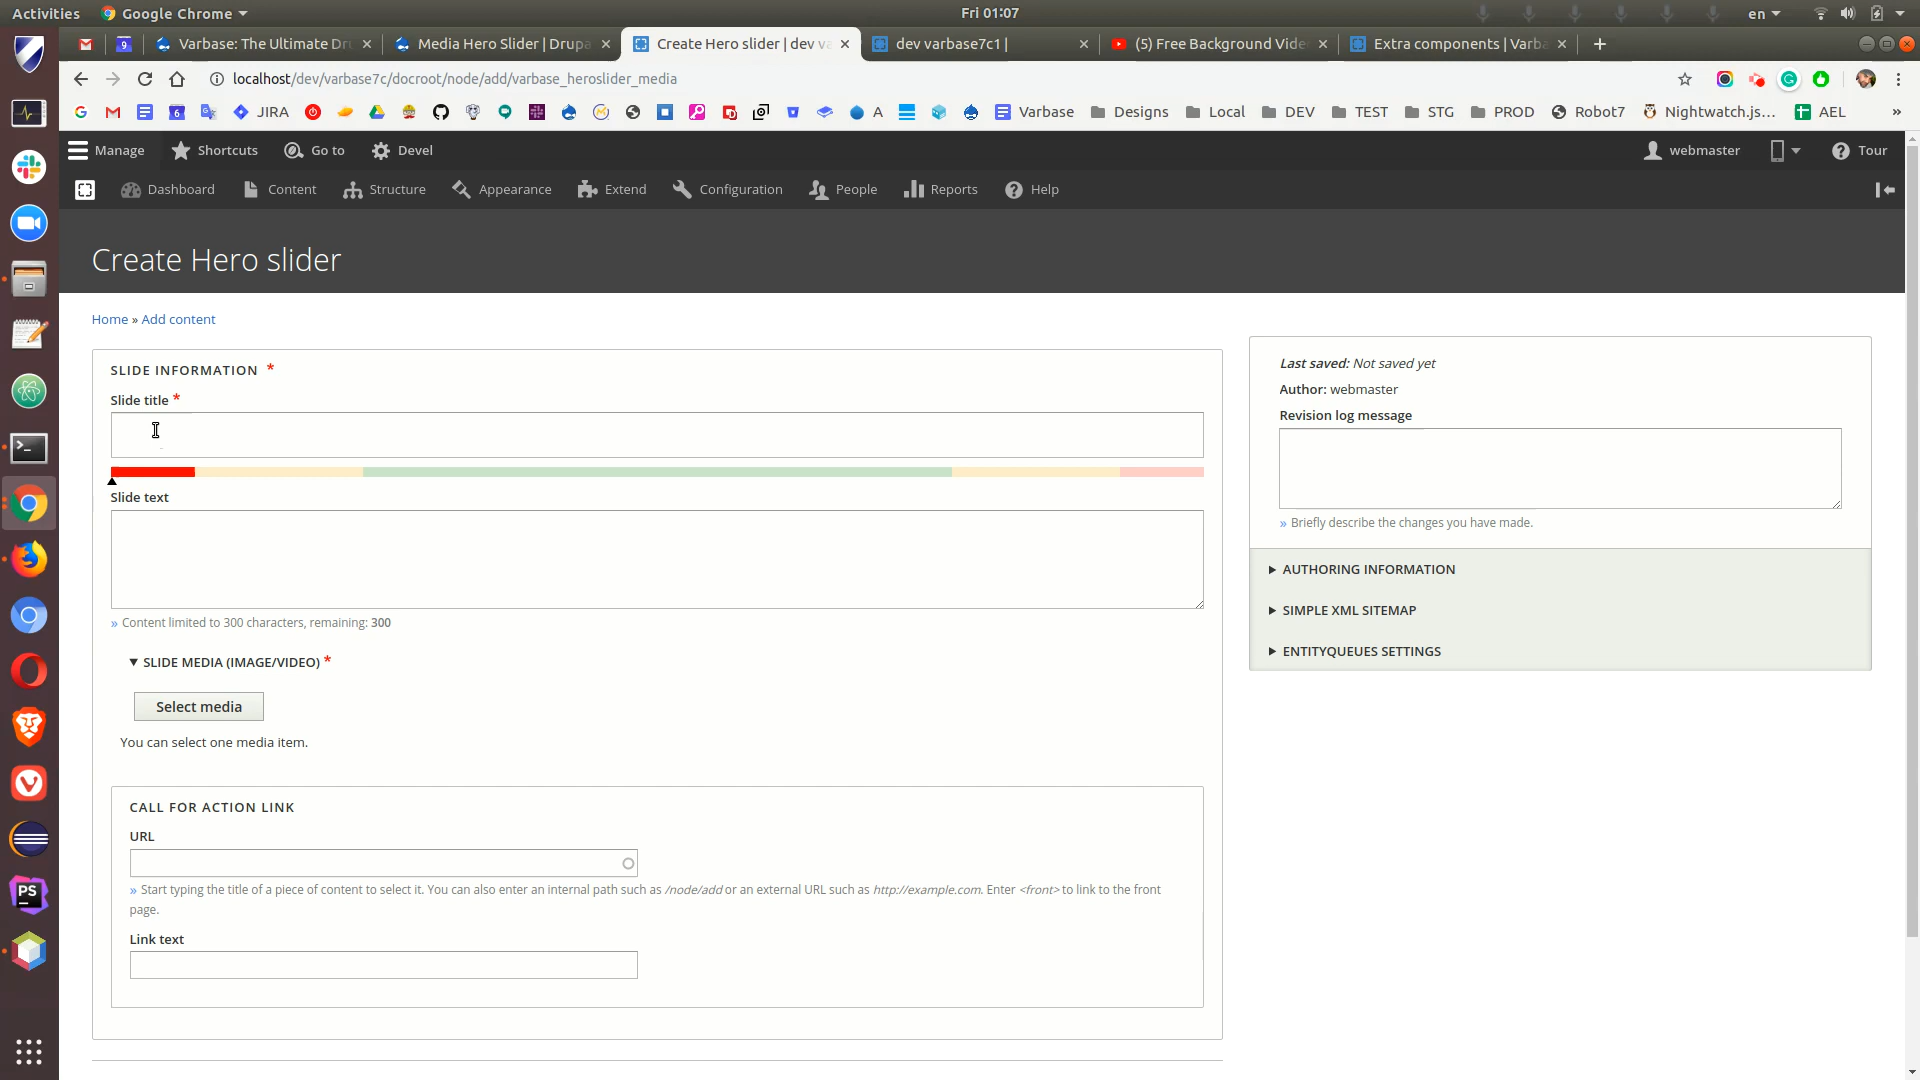 Activities Google Chrome Fri 01:07 en
9 Varbase: The Ultimate Dru Media Hero Slider | Drupa Create Hero slider | dev va dev varbase7c1 | (5) Free Background Vide Extra components | Varba
localhost/dev/varbase7c/docroot/node/add/varbase_heroslider_media
6 JIRA A Varbase Designs Local DEV TEST STG PROD Robot7 Nightwatch.js... AEL »
Manage Shortcuts Go to Devel webmaster Tour
Dashboard Content Structure Appearance Extend Configuration People Reports Help
Create Hero slider
Home » Add content
SLIDE INFORMATION *
Slide title *
Slide text
» Content limited to 300 characters, remaining: 300
SLIDE MEDIA (IMAGE/VIDEO) *
Select media
You can select one media item.
CALL FOR ACTION LINK
URL
» Start typing the title of a piece of content to select it. You can also enter an internal path such as /node/add or an external URL such as http://example.com. Enter <front> to link to the front
page.
Link text
Last saved: Not saved yet
Author: webmaster
Revision log message
» Briefly describe the changes you have made.
AUTHORING INFORMATION
SIMPLE XML SITEMAP
ENTITYQUEUES SETTINGS
PS